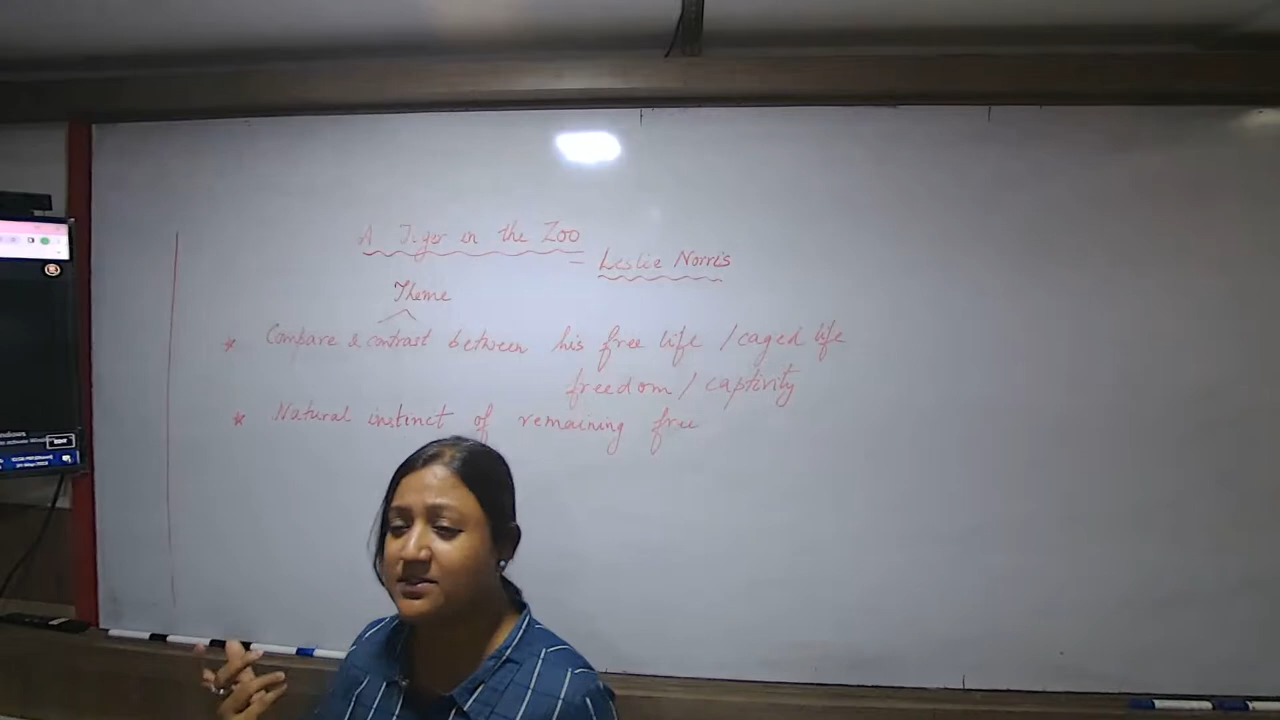 A Tiger in the Zoo
– Leslie Norris
Theme
* Compare & contrast between his free life / caged life
freedom / captivity
* Natural instinct of remaining free